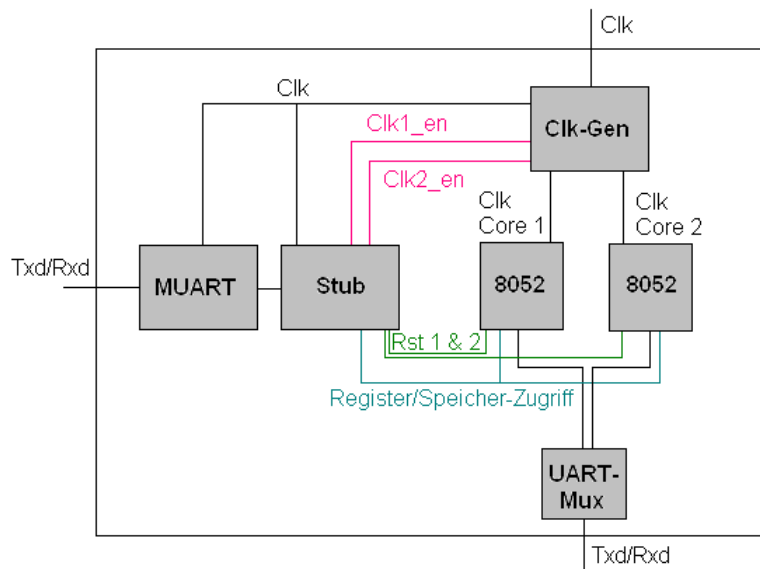 Clk
Clk
Clk1_en
Clk-Gen
Clk2_en
Clk
Core 1
Clk
Core 2
Txd/Rxd
MUART
Stub
8052
8052
Rst 1 & 2
Register/Speicher-Zugriff
UART-
Mux
Txd/Rxd